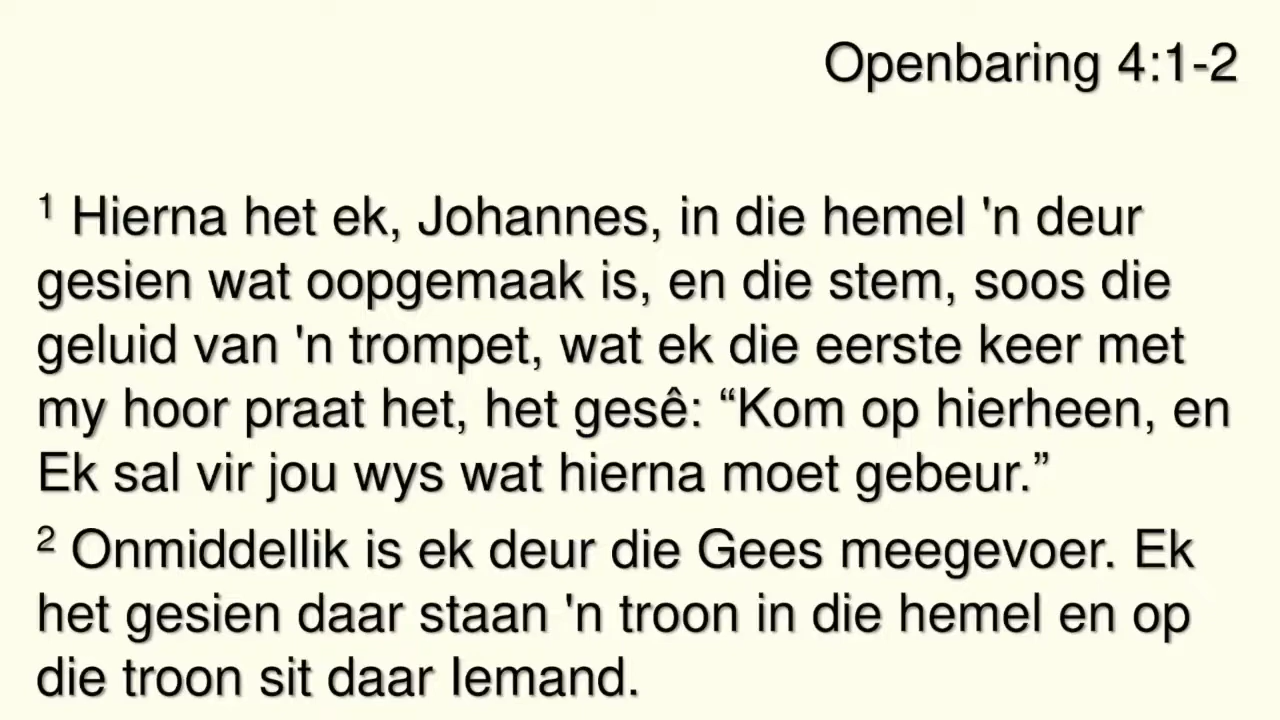 Openbaring 4:1-2
¹ Hierna het ek, Johannes, in die hemel 'n deur
gesien wat oopgemaak is, en die stem, soos die
geluid van 'n trompet, wat ek die eerste keer met
my hoor praat het, het gesê: “Kom op hierheen, en
Ek sal vir jou wys wat hierna moet gebeur.”
² Onmiddellik is ek deur die Gees meegevoer. Ek
het gesien daar staan 'n troon in die hemel en op
die troon sit daar Iemand.